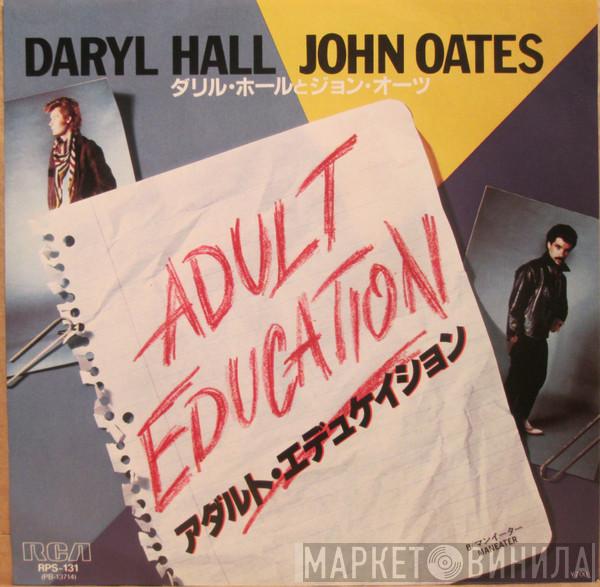 DARYL HALL JOHN OATES
ダリル・ホールとジョン・オーツ
ADULT
EDUCATION
アダルト・エデュケイション
B/マンイーター
MANEATER
RCA
RPS-131
(PB-13714)
МАРКЕТ ВИНИЛА
¥700